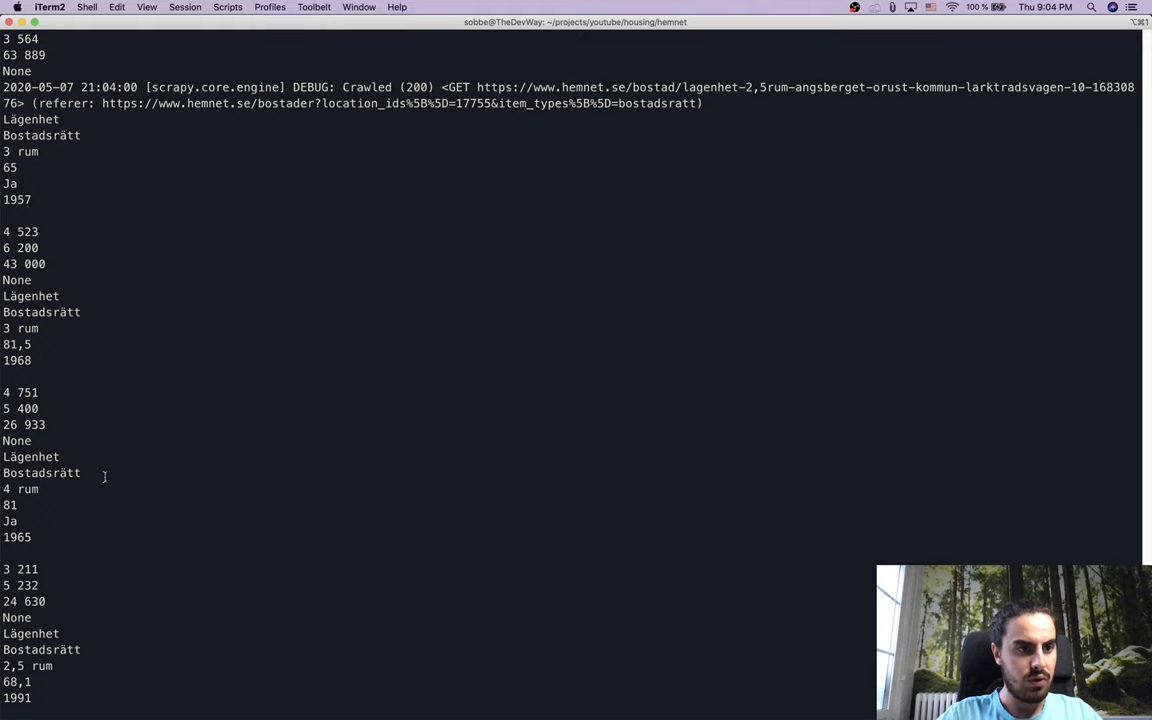 iTerm2 Shell Edit View Session Scripts Profiles Toolbelt Window Help 100 % Thu 9:04 PM
sobbe@TheDevWay: ~/projects/youtube/housing/hemnet ⌥⌘1
3 564
63 889
None
2020-05-07 21:04:00 [scrapy.core.engine] DEBUG: Crawled (200) <GET https://www.hemnet.se/bostad/lagenhet-2,5rum-angsberget-orust-kommun-larktradsvagen-10-168308
76> (referer: https://www.hemnet.se/bostader?location_ids%5B%5D=17755&item_types%5B%5D=bostadsratt)
Lägenhet
Bostadsrätt
3 rum
65
Ja
1957
4 523
6 200
43 000
None
Lägenhet
Bostadsrätt
3 rum
81,5
1968
4 751
5 400
26 933
None
Lägenhet
Bostadsrätt
4 rum
81
Ja
1965
3 211
5 232
24 630
None
Lägenhet
Bostadsrätt
2,5 rum
68,1
1991